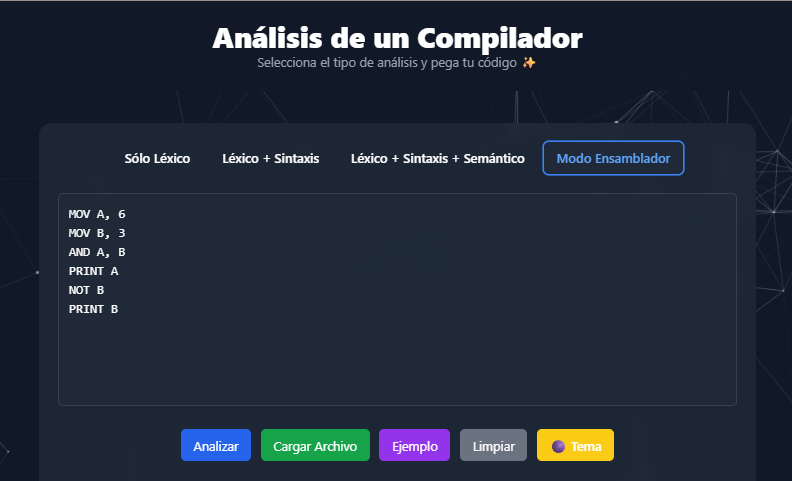 Análisis de un Compilador
Selecciona el tipo de análisis y pega tu código ✨
Sólo Léxico Léxico + Sintaxis Léxico + Sintaxis + Semántico Modo Ensamblador
MOV A, 6
MOV B, 3
AND A, B
PRINT A
NOT B
PRINT B
Analizar Cargar Archivo Ejemplo Limpiar Tema